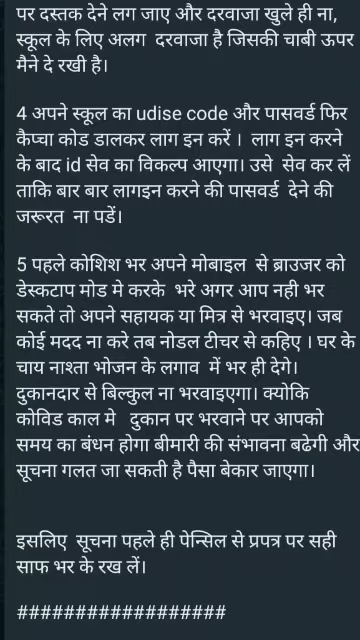 पर दस्तक देने लग जाए और दरवाजा खुले ही ना,
स्कूल के लिए अलग  दरवाजा है जिसकी चाबी ऊपर
मैने दे रखी है।
4 अपने स्कूल का udise code और पासवर्ड फिर
कैप्चा कोड डालकर लाग इन करें ।  लाग इन करने
के बाद id सेव का विकल्प आएगा। उसे  सेव कर लें
ताकि बार बार लागइन करने की पासवर्ड  देने की
जरूरत  ना पडें।
5 पहले कोशिश भर अपने मोबाइल  से ब्राउजर को
डेस्कटाप मोड मे करके  भरे अगर आप नही भर
सकते तो अपने सहायक या मित्र से भरवाइए। जब
कोई मदद ना करे तब नोडल टीचर से कहिए । घर के
चाय नाश्ता भोजन के लगाव  में भर ही देगे।
दुकानदार से बिल्कुल ना भरवाइएगा। क्योकि
कोविड काल मे   दुकान पर भरवाने पर आपको
समय का बंधन होगा बीमारी की संभावना बढेगी और
सूचना गलत जा सकती है पैसा बेकार जाएगा।
इसलिए  सूचना पहले ही पेन्सिल से प्रपत्र पर सही
साफ भर के रख लें।
##################